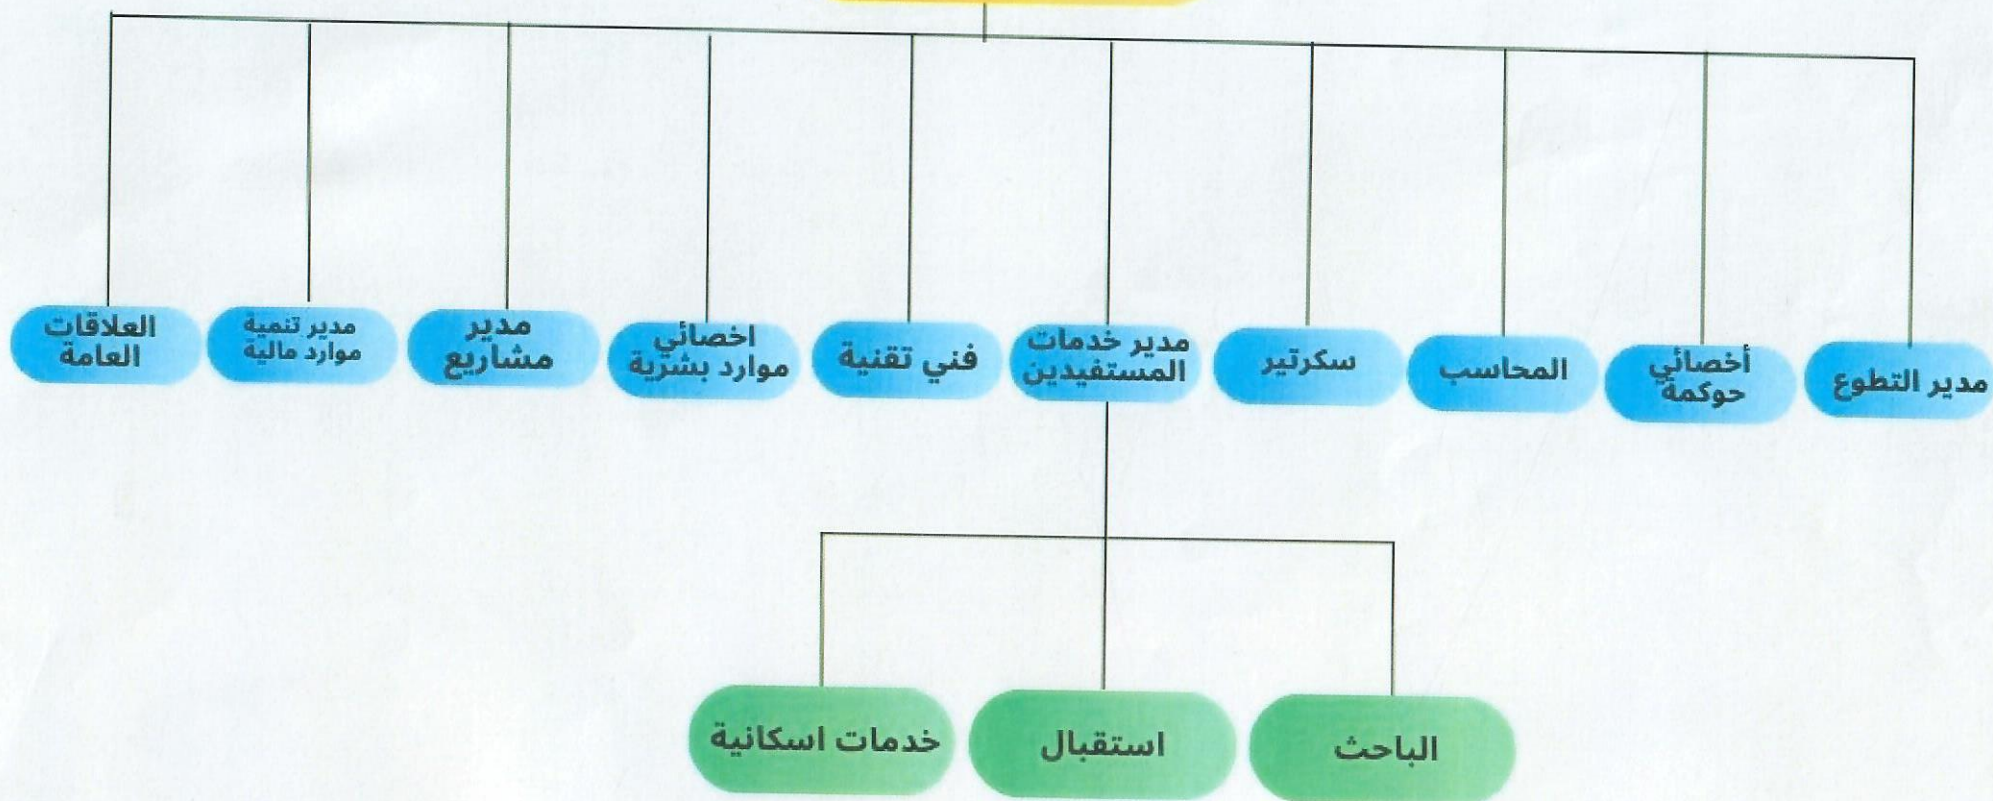 مدير التطوع
أخصائي
حوكمة
المحاسب
سكرتير
مدير خدمات
المستفيدين
فني تقنية
اخصائي
موارد بشرية
مدير
مشاريع
مدير تنمية
موارد مالية
العلاقات
العامة
الباحث
استقبال
خدمات اسكانية